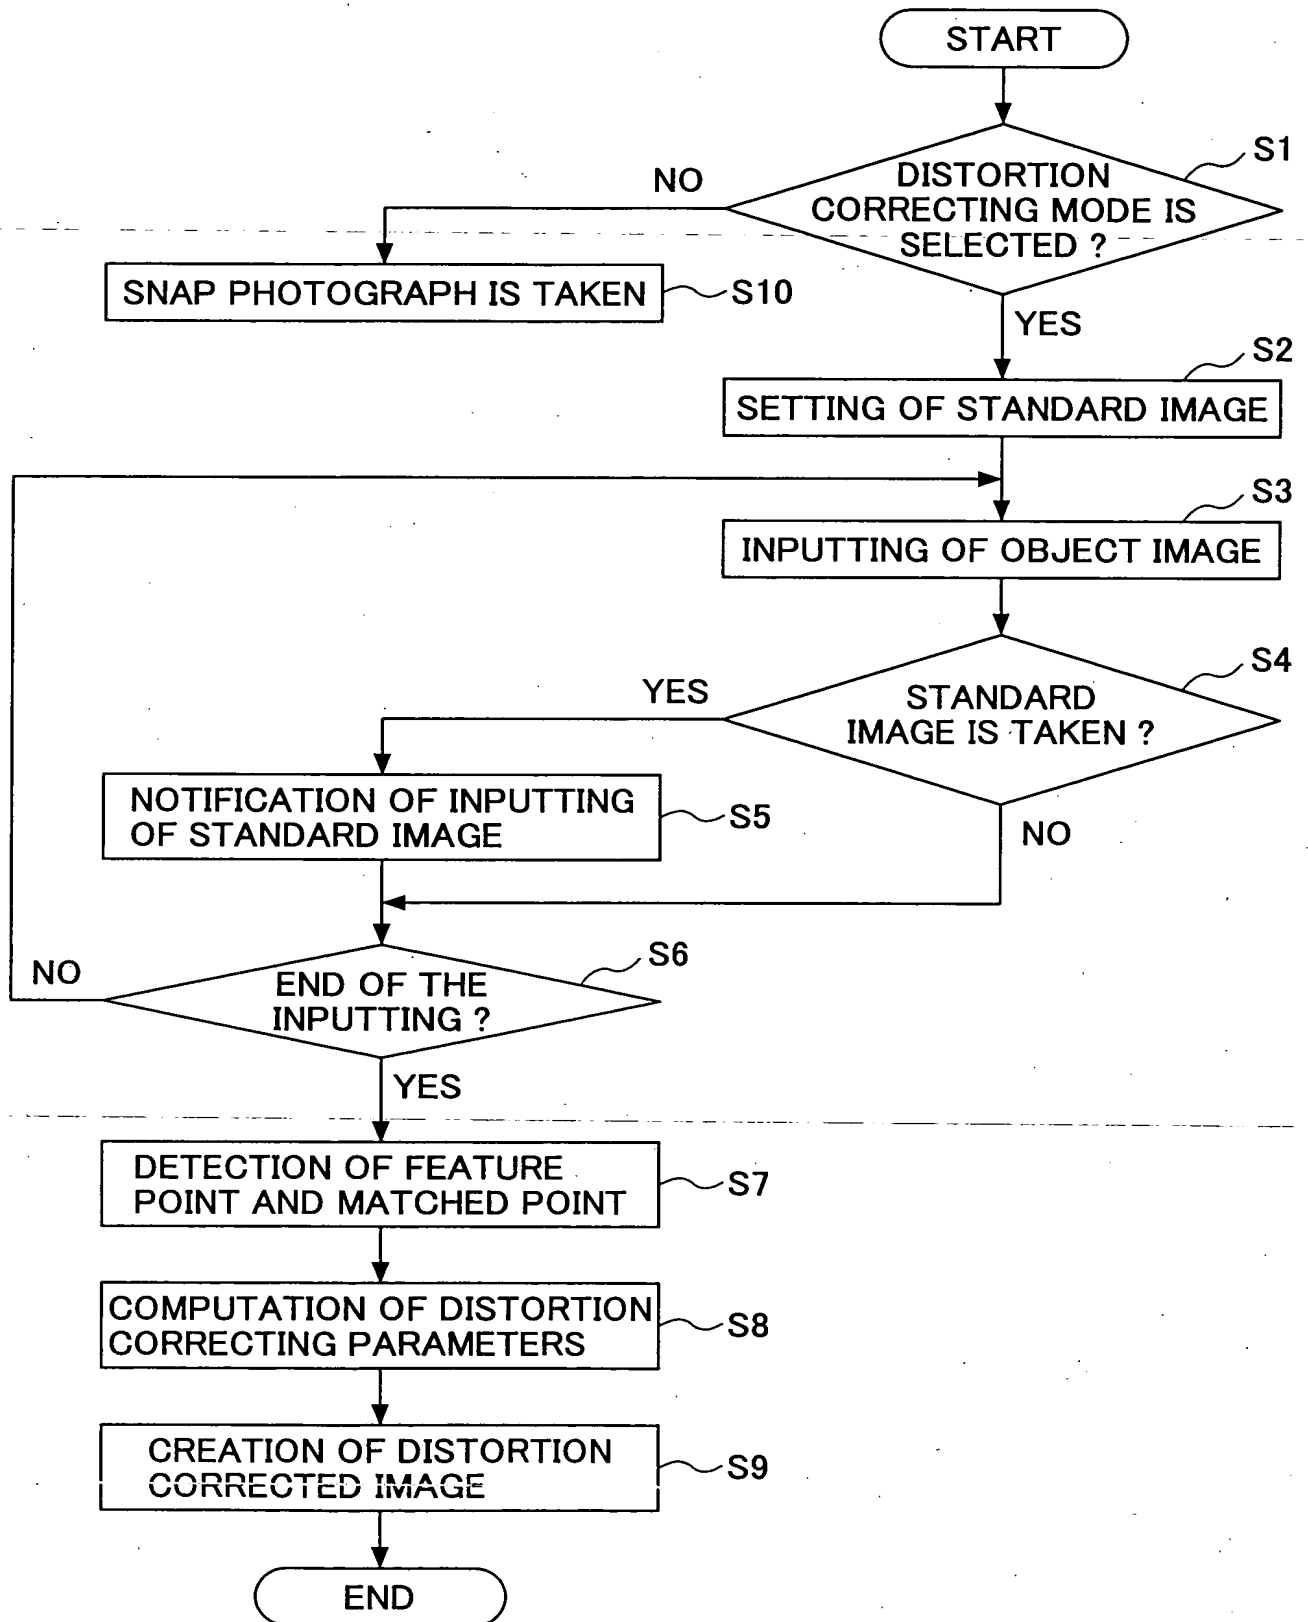 START
S1
DISTORTION
CORRECTING MODE IS
SELECTED ?
NO
SNAP PHOTOGRAPH IS TAKEN
S10
YES
S2
SETTING OF STANDARD IMAGE
S3
INPUTTING OF OBJECT IMAGE
S4
STANDARD
IMAGE IS TAKEN ?
YES
NOTIFICATION OF INPUTTING
OF STANDARD IMAGE
S5
NO
S6
END OF THE
INPUTTING ?
NO
YES
DETECTION OF FEATURE
POINT AND MATCHED POINT
S7
COMPUTATION OF DISTORTION
CORRECTING PARAMETERS
S8
CREATION OF DISTORTION
CORRECTED IMAGE
S9
END